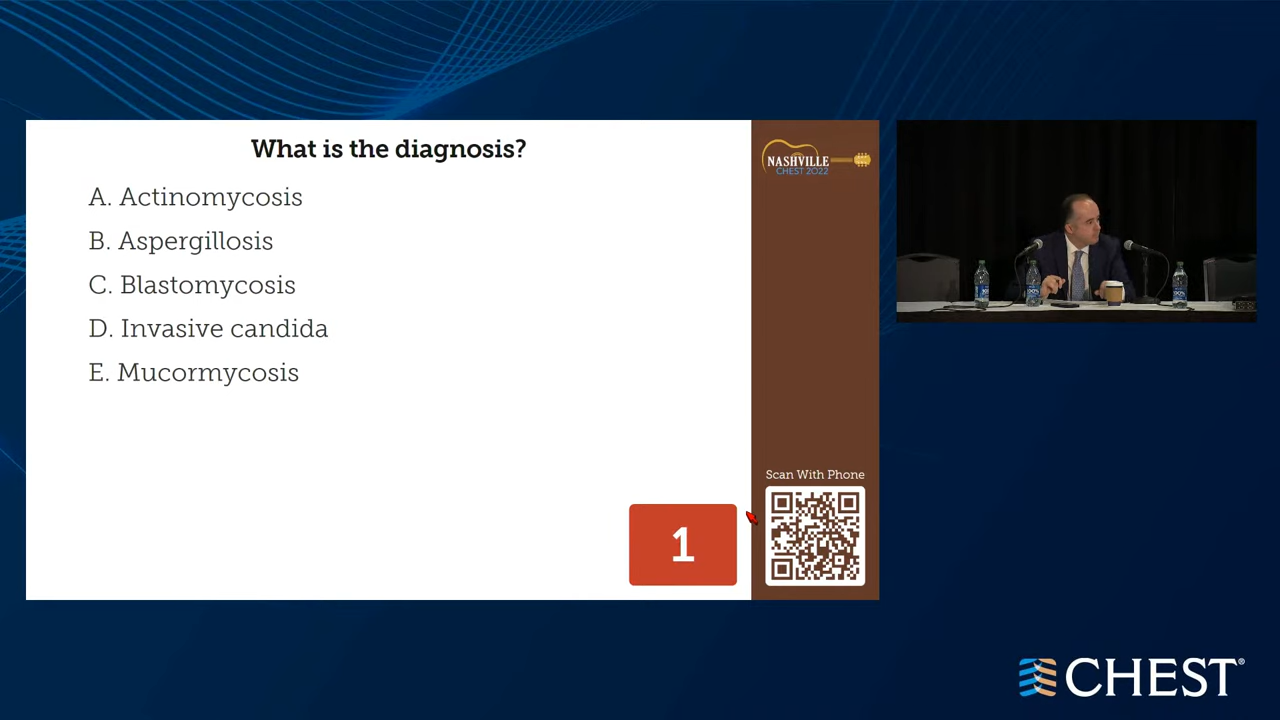 What is the diagnosis?
A. Actinomycosis
B. Aspergillosis
C. Blastomycosis
D. Invasive candida
E. Mucormycosis
1
NASHVILLE
CHEST 2022
Scan With Phone
CHEST®